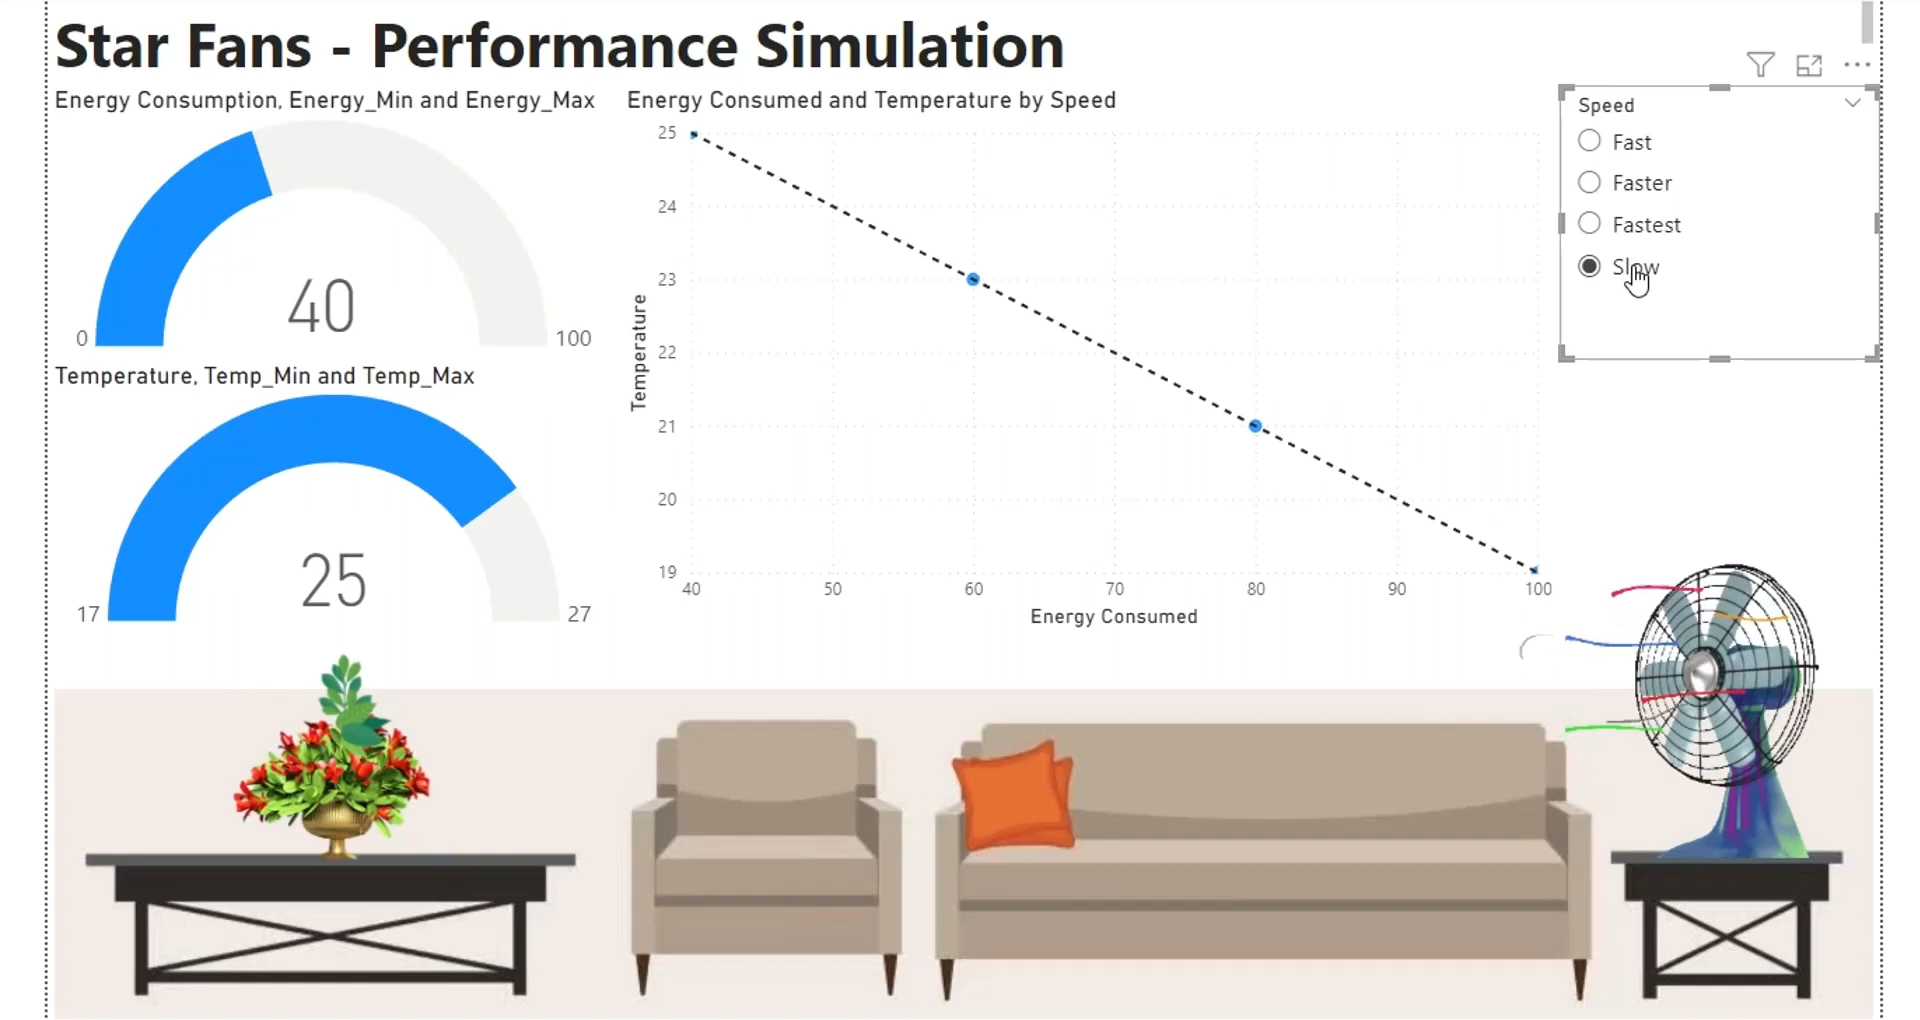 Star Fans - Performance Simulation
Energy Consumption, Energy_Min and Energy_Max
40
0
100
Temperature, Temp_Min and Temp_Max
25
17
27
Energy Consumed and Temperature by Speed
Temperature
25
24
23
22
21
20
19
40 50 60 70 80 90 100
Energy Consumed
Speed
Fast
Faster
Fastest
Slow